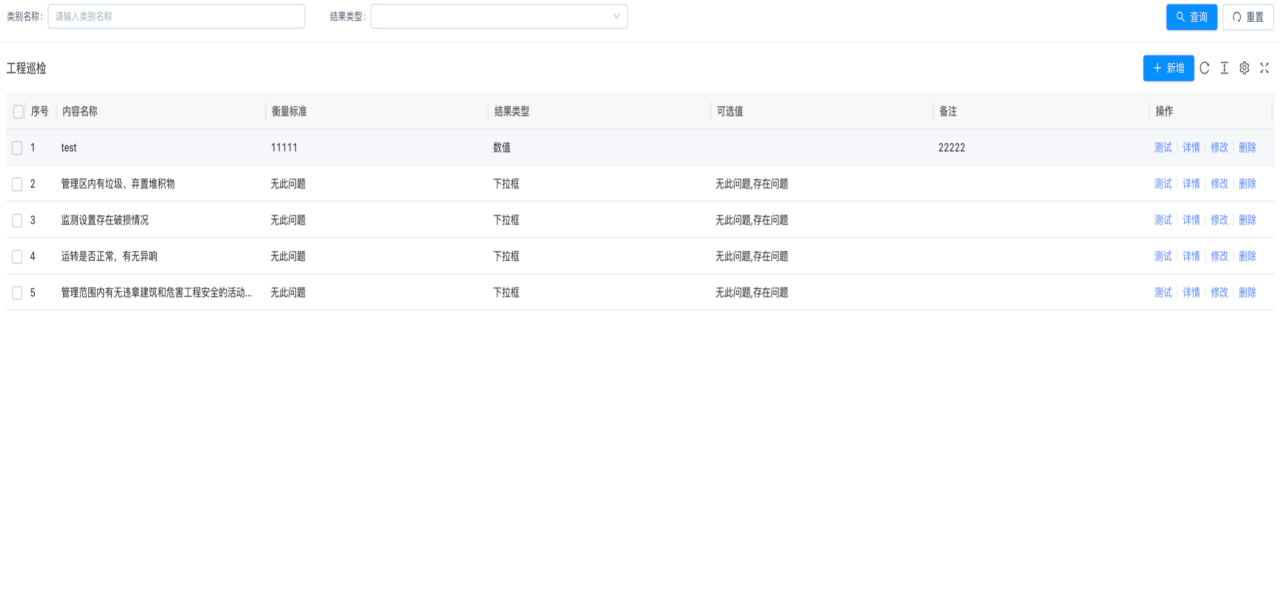 类别名称: 请输入类别名称 结果类型: 查询 重置
工程巡检 新增
序号 内容名称 衡量标准 结果类型 可选值 备注 操作
1 test 11111 数值 22222 测试 详情 修改 删除
2 管理区内有垃圾、弃置堆积物 无此问题 下拉框 无此问题,存在问题 测试 详情 修改 删除
3 监测设置存在破损情况 无此问题 下拉框 无此问题,存在问题 测试 详情 修改 删除
4 运转是否正常，有无异响 无此问题 下拉框 无此问题,存在问题 测试 详情 修改 删除
5 管理范围内有无违章建筑和危害工程安全的活动... 无此问题 下拉框 无此问题,存在问题 测试 详情 修改 删除